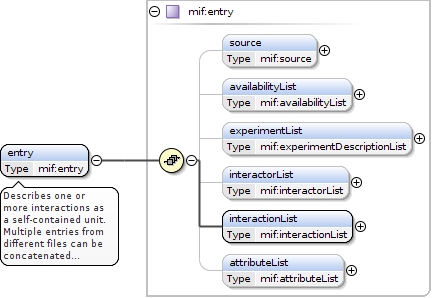 mif:entry
source
Type mif:source
availabilityList
Type mif:availabilityList
experimentList
Type mif:experimentDescriptionList
interactorList
Type mif:interactorList
entry
Type mif:entry
Describes one or
more interactions as
a self-contained unit.
Multiple entries from
different files can be
concatenated...
interactionList
Type mif:interactionList
attributeList
Type mif:attributeList